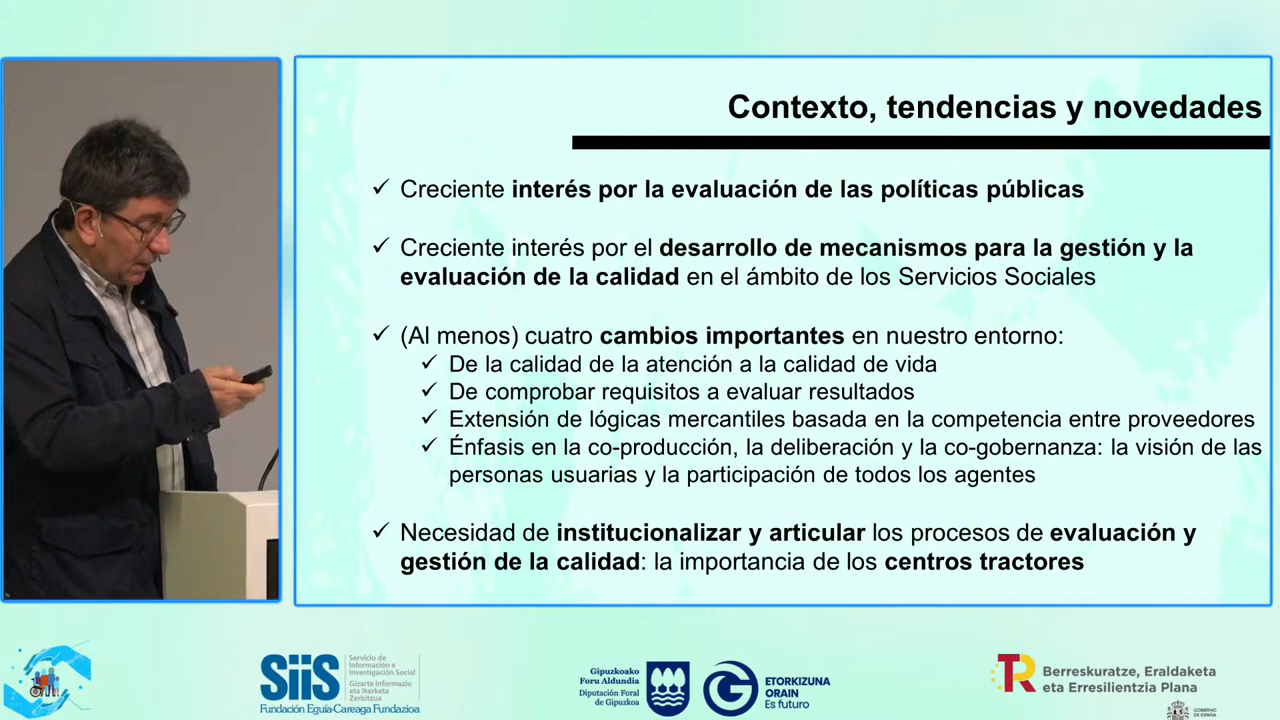 Contexto, tendencias y novedades
✓ Creciente interés por la evaluación de las políticas públicas
✓ Creciente interés por el desarrollo de mecanismos para la gestión y la
evaluación de la calidad en el ámbito de los Servicios Sociales
✓ (Al menos) cuatro cambios importantes en nuestro entorno:
✓ De la calidad de la atención a la calidad de vida
✓ De comprobar requisitos a evaluar resultados
✓ Extensión de lógicas mercantiles basada en la competencia entre proveedores
✓ Énfasis en la co-producción, la deliberación y la co-gobernanza: la visión de las
personas usuarias y la participación de todos los agentes
✓ Necesidad de institucionalizar y articular los procesos de evaluación y
gestión de la calidad: la importancia de los centros tractores
SiiS
Servicio de
Información e
Investigación Social
Gizarte Informazio
eta Ikerketa
Zerbitzua
Fundación Eguía-Careaga Fundazioa
Gipuzkoako
Foru Aldundia
Diputación Foral
de Gipuzkoa
ETORKIZUNA
ORAIN
Es futuro
TR
Berreskuratze, Eraldaketa
eta Erresilientzia Plana
GOBIERNO
DE ESPAÑA